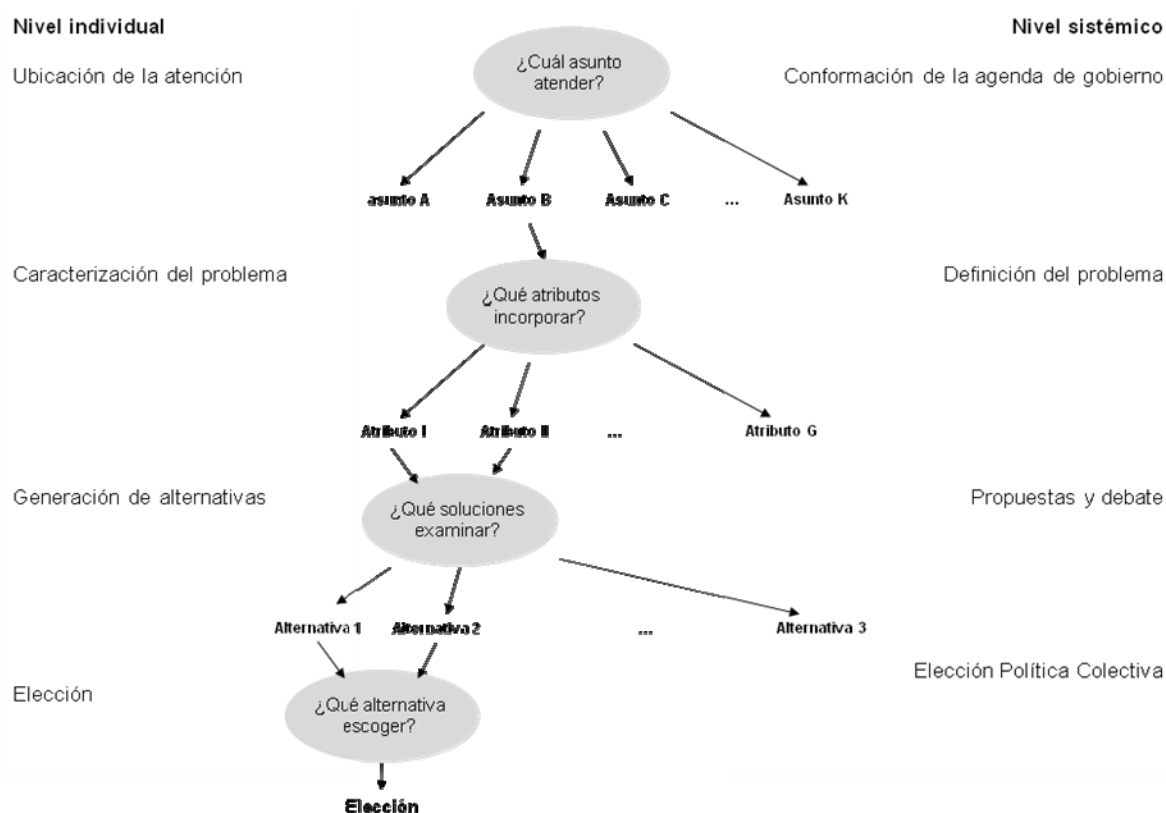 Nivel individual
Nivel sistémico
Ubicación de la atención
¿Cuál asunto
atender?
Conformación de la agenda de gobierno
asunto A
Asunto B
Asunto C
...
Asunto K
Caracterización del problema
¿Qué atributos
incorporar?
Definición del problema
Atributo I
Atributo II
...
Atributo G
Generación de alternativas
¿Qué soluciones
examinar?
Propuestas y debate
Alternativa 1
Alternativa 2
...
Alternativa 3
Elección
¿Qué alternativa
escoger?
Elección Política Colectiva
Elección